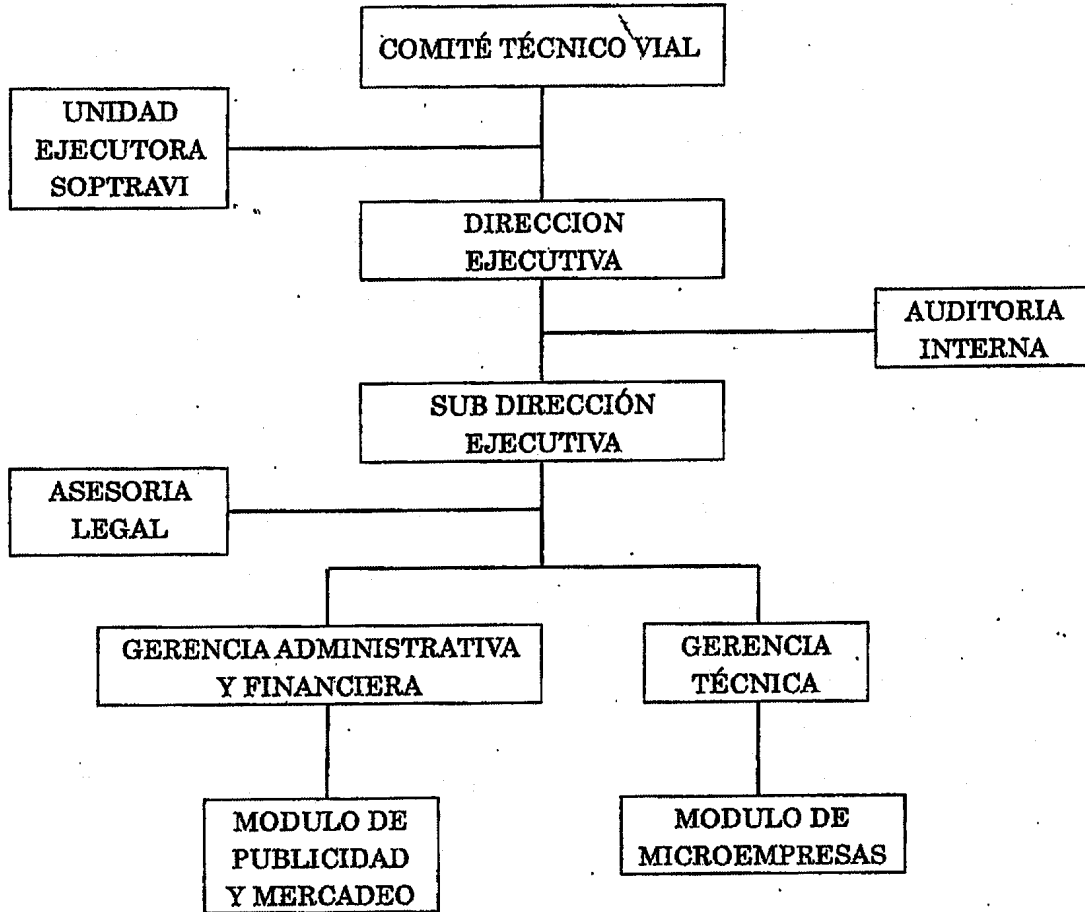 COMITÉ TÉCNICO VIAL
UNIDAD
EJECUTORA
SOPTRAVI
DIRECCION
EJECUTIVA
AUDITORIA
INTERNA
SUB DIRECCIÓN
EJECUTIVA
ASESORIA
LEGAL
GERENCIA ADMINISTRATIVA
Y FINANCIERA
GERENCIA
TÉCNICA
MODULO DE
PUBLICIDAD
Y MERCADEO
MODULO DE
MICROEMPRESAS